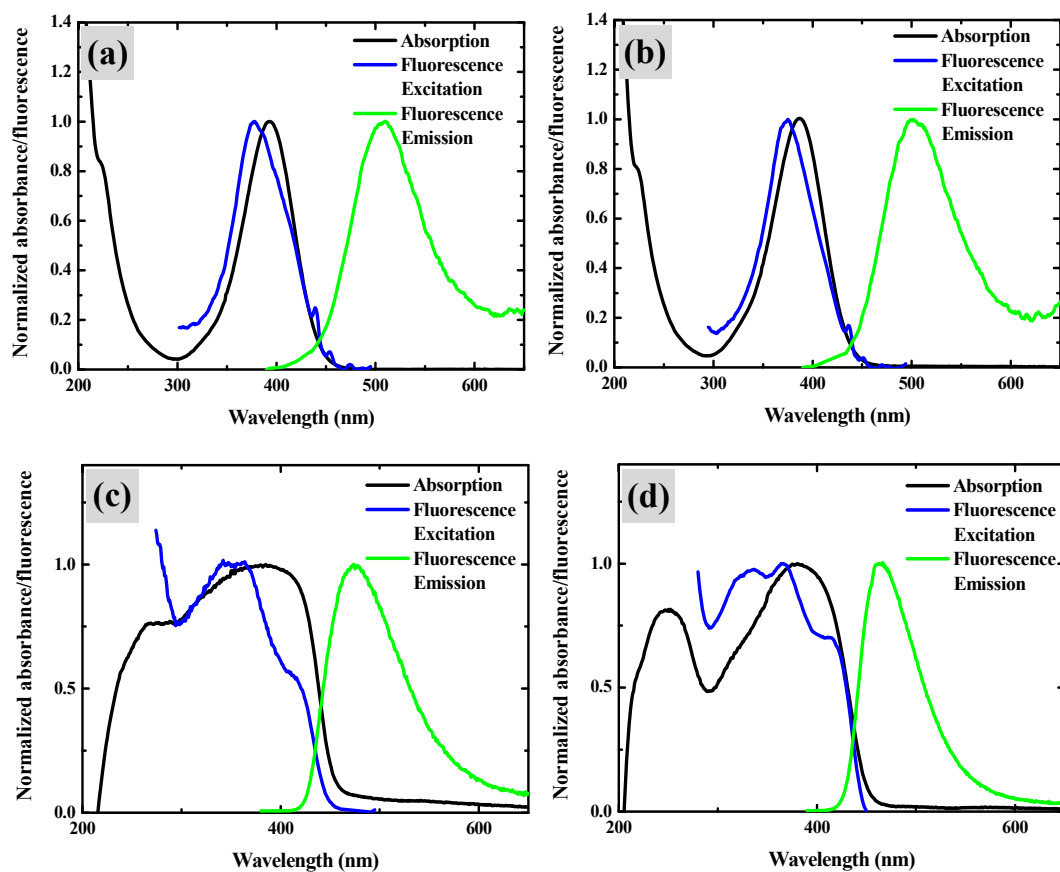 (a)
Absorption
Fluorescence
Excitation
Fluorescence
Emission
1.4
1.2
1.0
0.8
0.6
0.4
0.2
0.0
200 300 400 500 600
Wavelength (nm)
Normalized absorbance/fluorescence
(b)
Absorption
Fluorescence
Excitation
Fluorescence
Emission
1.4
1.2
1.0
0.8
0.6
0.4
0.2
0.0
200 300 400 500 600
Wavelength (nm)
Normalized absorbance/fluorescence
(c)
Absorption
Fluorescence
Excitation
Fluorescence
Emission
1.0
0.5
0.0
200 400 600
Wavelength (nm)
Normalized absorbance/fluorescence
(d)
Absorption
Fluorescence
Excitation
Fluorescence.
Emission
1.0
0.5
0.0
200 400 600
Wavelength (nm)
Normalized absorbance/fluorescence